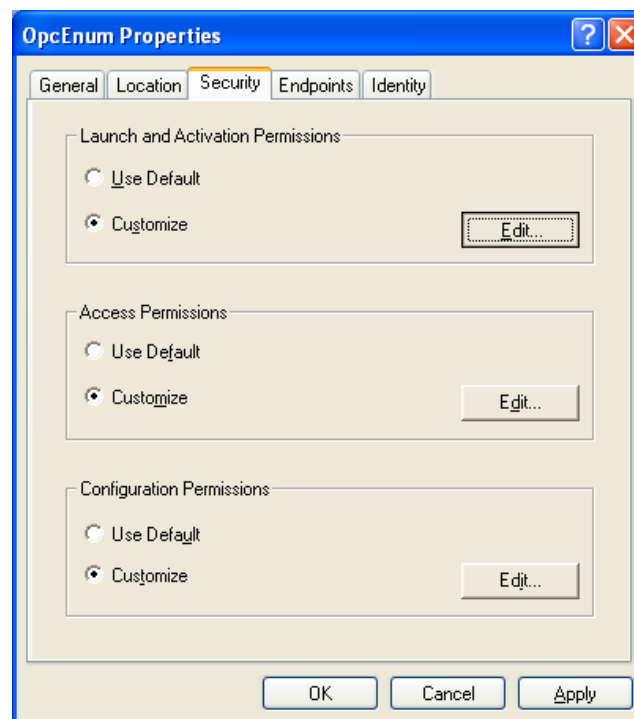 OpcEnum Properties
General Location Security Endpoints Identity
Launch and Activation Permissions
Use Default
Customize Edit...
Access Permissions
Use Default
Customize Edit...
Configuration Permissions
Use Default
Customize Edit...
OK Cancel Apply